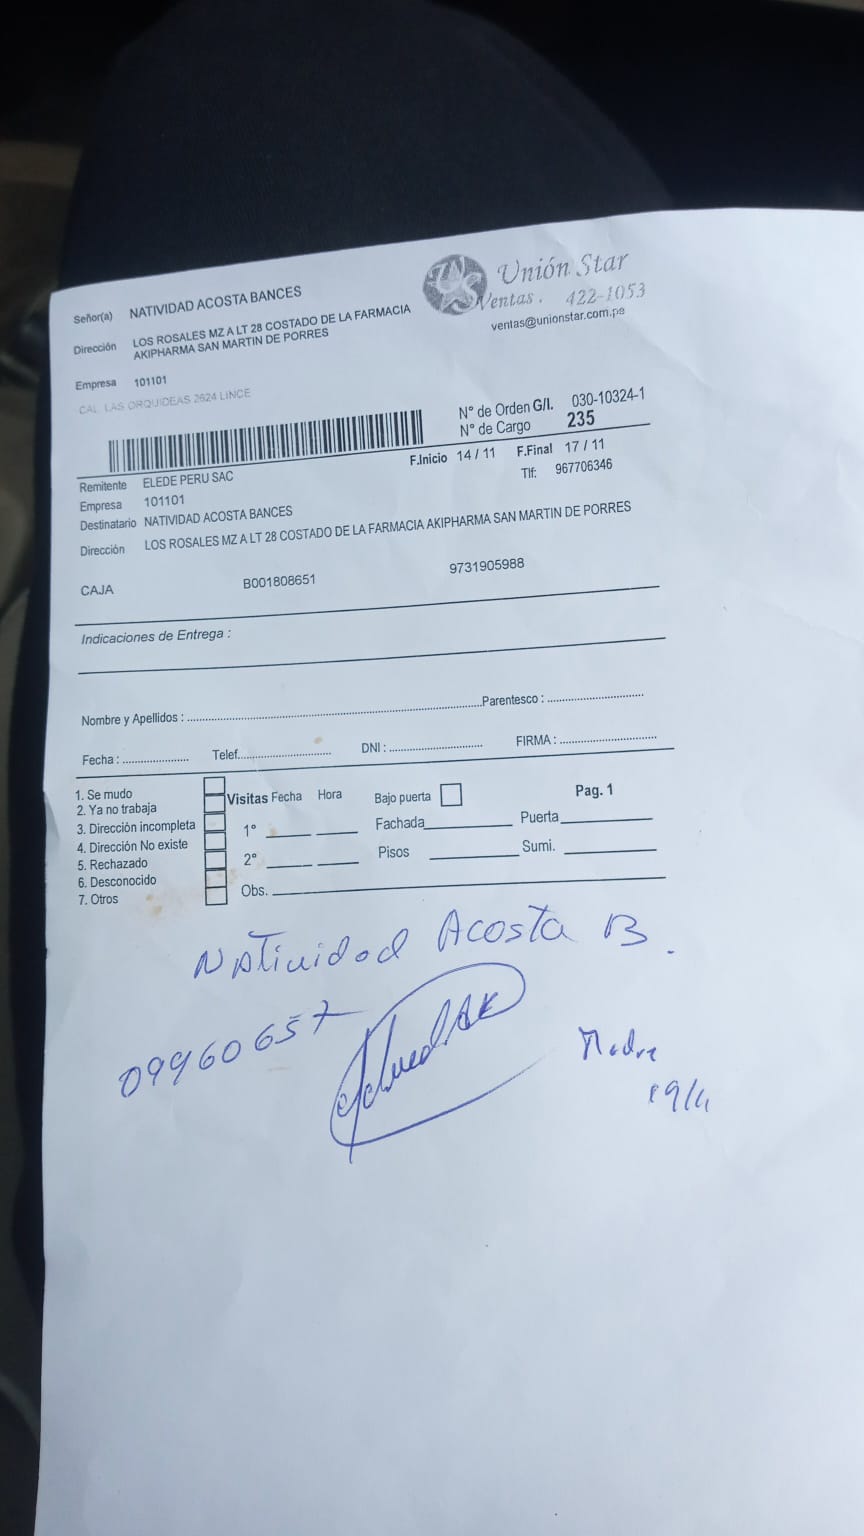 Unión Star
Ventas. 422-1053
ventas@unionstar.com.pe
Señor(a) NATIVIDAD ACOSTA BANCES
Dirección LOS ROSALES MZ A LT 28 COSTADO DE LA FARMACIA
AKIPHARMA SAN MARTIN DE PORRES
Empresa 101101
CAL. LAS ORQUIDEAS 2624 LINCE
N° de Orden G/I. 030-10324-1
N° de Cargo 235
F.Inicio 14 / 11 F.Final 17 / 11
Tlf: 967706346
Remitente ELEDE PERU SAC
Empresa 101101
Destinatario NATIVIDAD ACOSTA BANCES
Dirección LOS ROSALES MZ A LT 28 COSTADO DE LA FARMACIA AKIPHARMA SAN MARTIN DE PORRES
CAJA B001808651 9731905988
Indicaciones de Entrega :
Nombre y Apellidos : Parentesco :
Fecha : Telef. DNI : FIRMA :
1. Se mudo
2. Ya no trabaja
3. Dirección incompleta
4. Dirección No existe
5. Rechazado
6. Desconocido
7. Otros
Visitas Fecha Hora Bajo puerta Pag. 1
1° Fachada Puerta
2° Pisos Sumi.
Obs.
Natividad Acosta B.
09960657
Madre
19/11